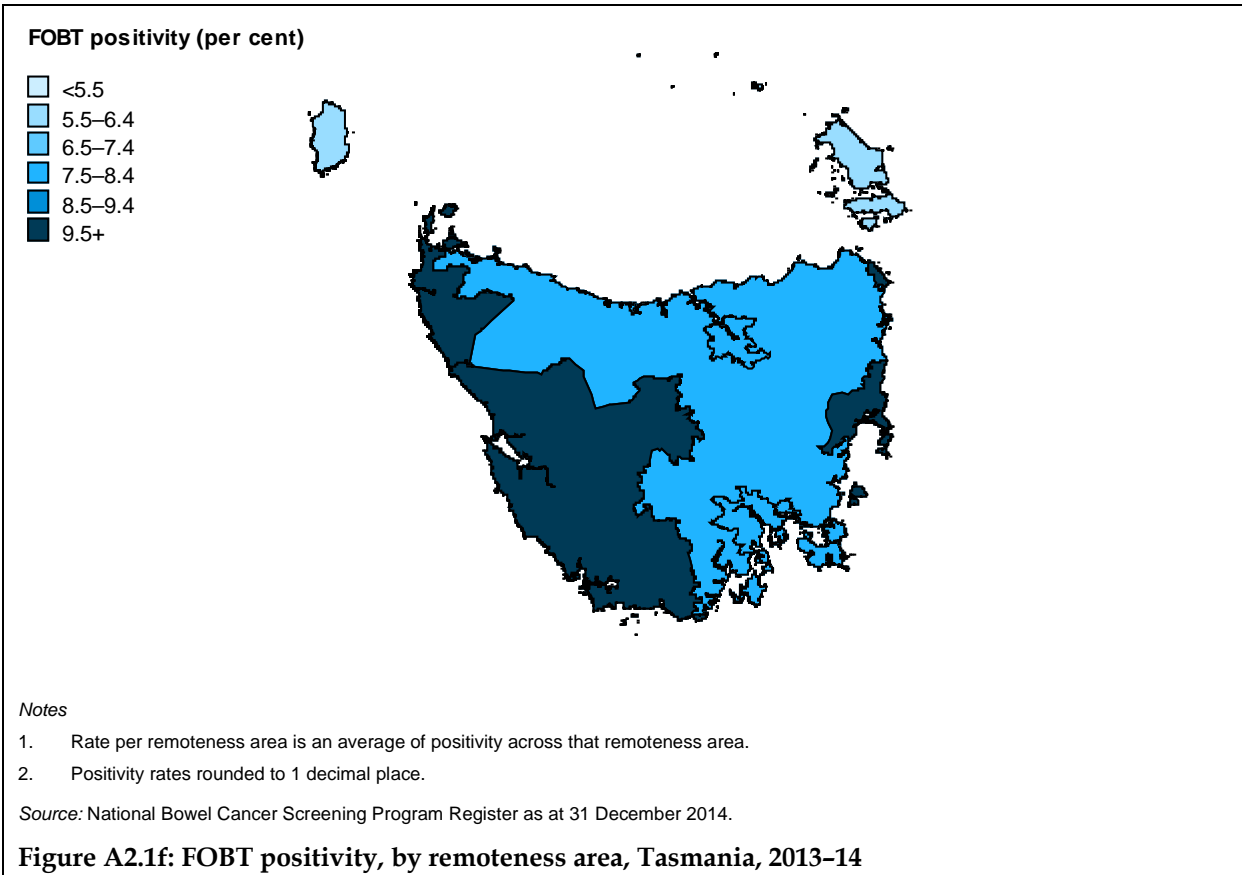 FOBT positivity (per cent)
<5.5
5.5–6.4
6.5–7.4
7.5–8.4
8.5–9.4
9.5+
Notes
1. Rate per remoteness area is an average of positivity across that remoteness area.
2. Positivity rates rounded to 1 decimal place.
Source: National Bowel Cancer Screening Program Register as at 31 December 2014.
Figure A2.1f: FOBT positivity, by remoteness area, Tasmania, 2013–14